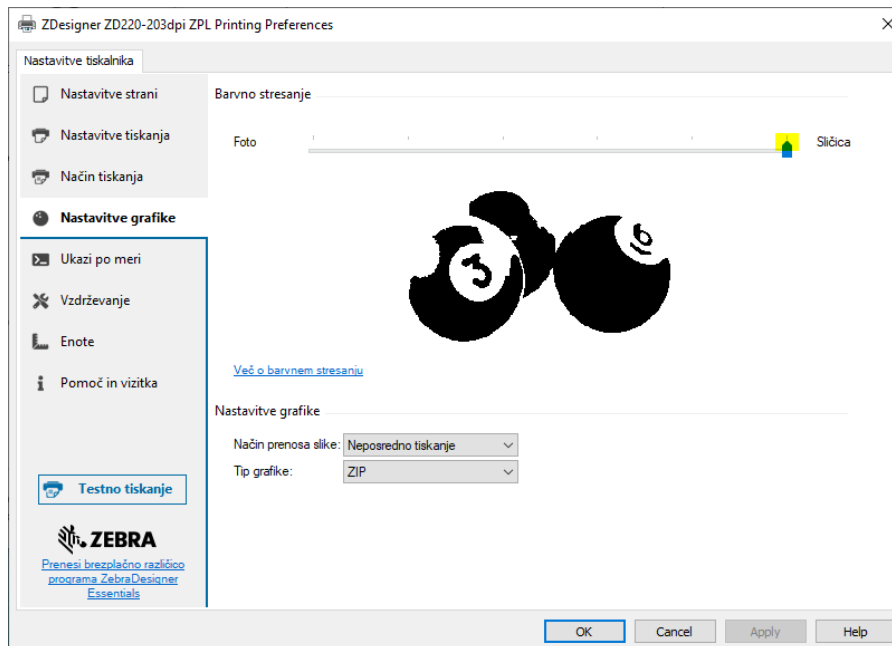 ZDesigner ZD220-203dpi ZPL Printing Preferences
Nastavitve tiskalnika
Nastavitve strani
Nastavitve tiskanja
Način tiskanja
Nastavitve grafike
Ukazi po meri
Vzdrževanje
Enote
Pomoč in vizitka
Testno tiskanje
ZEBRA
Prenesi brezplačno različico
programa ZebraDesigner
Essentials
Barvno stresanje
Foto
Sličica
3
16
Več o barvnem stresanju
Nastavitve grafike
Način prenosa slike: Neposredno tiskanje
Tip grafike: ZIP
OK Cancel Apply Help